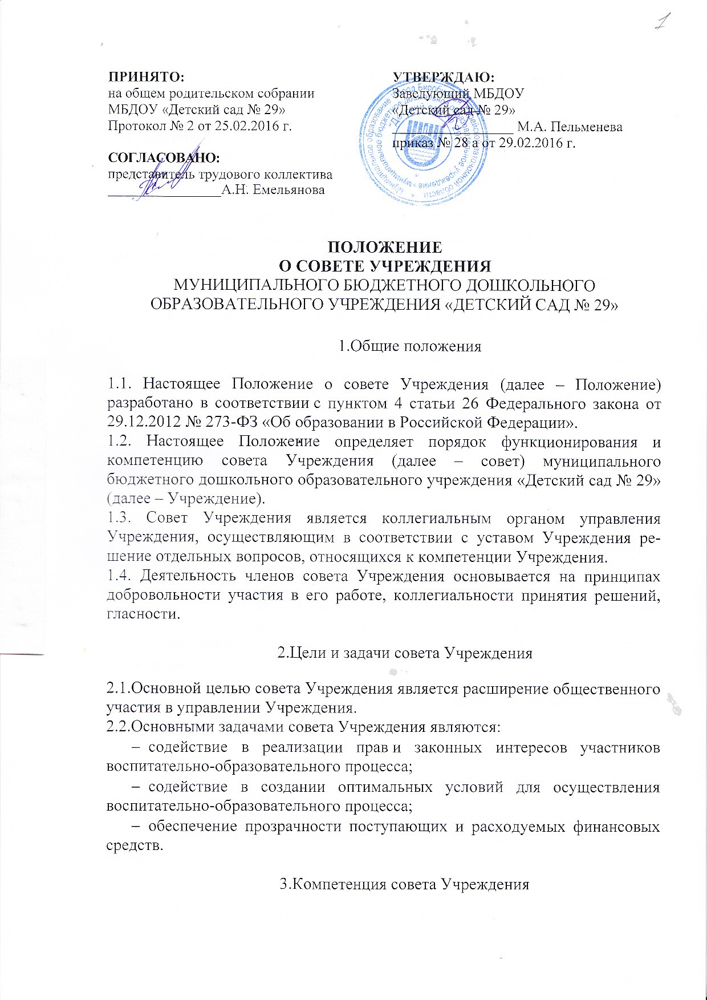 1
ПРИНЯТО:
на общем родительском собрании
МБДОУ «Детский сад № 29»
Протокол № 2 от 25.02.2016 г.
СОГЛАСОВАНО:
представитель трудового коллектива
________________А.Н. Емельянова
УТВЕРЖДАЮ:
Заведующий МБДОУ
«Детский сад № 29»
_________________ М.А. Пельменева
приказ № 28 а от 29.02.2016 г.
ПОЛОЖЕНИЕ
О СОВЕТЕ УЧРЕЖДЕНИЯ
МУНИЦИПАЛЬНОГО БЮДЖЕТНОГО ДОШКОЛЬНОГО
ОБРАЗОВАТЕЛЬНОГО УЧРЕЖДЕНИЯ «ДЕТСКИЙ САД № 29»
1.Общие положения
1.1. Настоящее Положение о совете Учреждения (далее – Положение)
разработано в соответствии с пунктом 4 статьи 26 Федерального закона от
29.12.2012 № 273-ФЗ «Об образовании в Российской Федерации».
1.2. Настоящее Положение определяет порядок функционирования и
компетенцию совета Учреждения (далее – совет) муниципального
бюджетного дошкольного образовательного учреждения «Детский сад № 29»
(далее – Учреждение).
1.3. Совет Учреждения является коллегиальным органом управления
Учреждения, осуществляющим в соответствии с уставом Учреждения ре-
шение отдельных вопросов, относящихся к компетенции Учреждения.
1.4. Деятельность членов совета Учреждения основывается на принципах
добровольности участия в его работе, коллегиальности принятия решений,
гласности.
2.Цели и задачи совета Учреждения
2.1.Основной целью совета Учреждения является расширение общественного
участия в управлении Учреждения.
2.2.Основными задачами совета Учреждения являются:
– содействие в реализации прав и законных интересов участников
воспитательно-образовательного процесса;
– содействие в создании оптимальных условий для осуществления
воспитательно-образовательного процесса;
– обеспечение прозрачности поступающих и расходуемых финансовых
средств.
3.Компетенция совета Учреждения